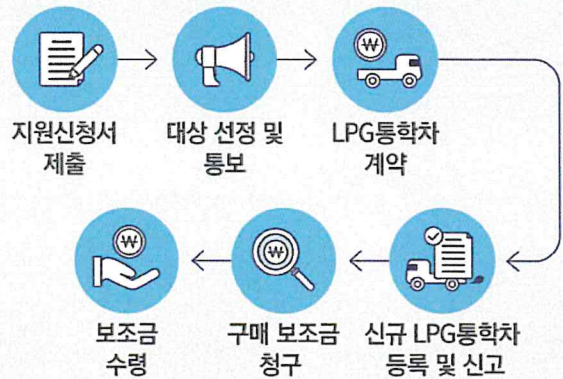 지원신청서
제출
대상 선정 및
통보
LPG통학차
계약
신규 LPG통학차
등록 및 신고
구매 보조금
청구
보조금
수령